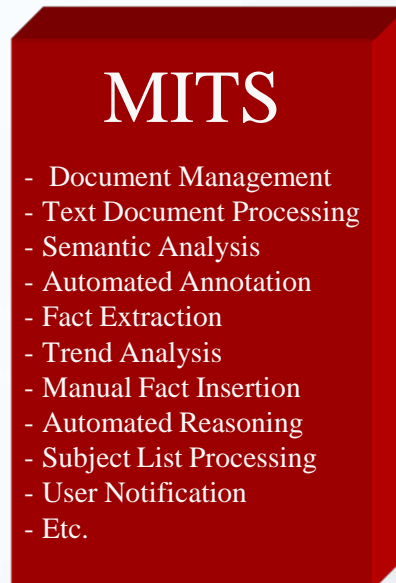 MITS
- Document Management
- Text Document Processing
- Semantic Analysis
- Automated Annotation
- Fact Extraction
- Trend Analysis
- Manual Fact Insertion
- Automated Reasoning
- Subject List Processing
- User Notification
- Etc.